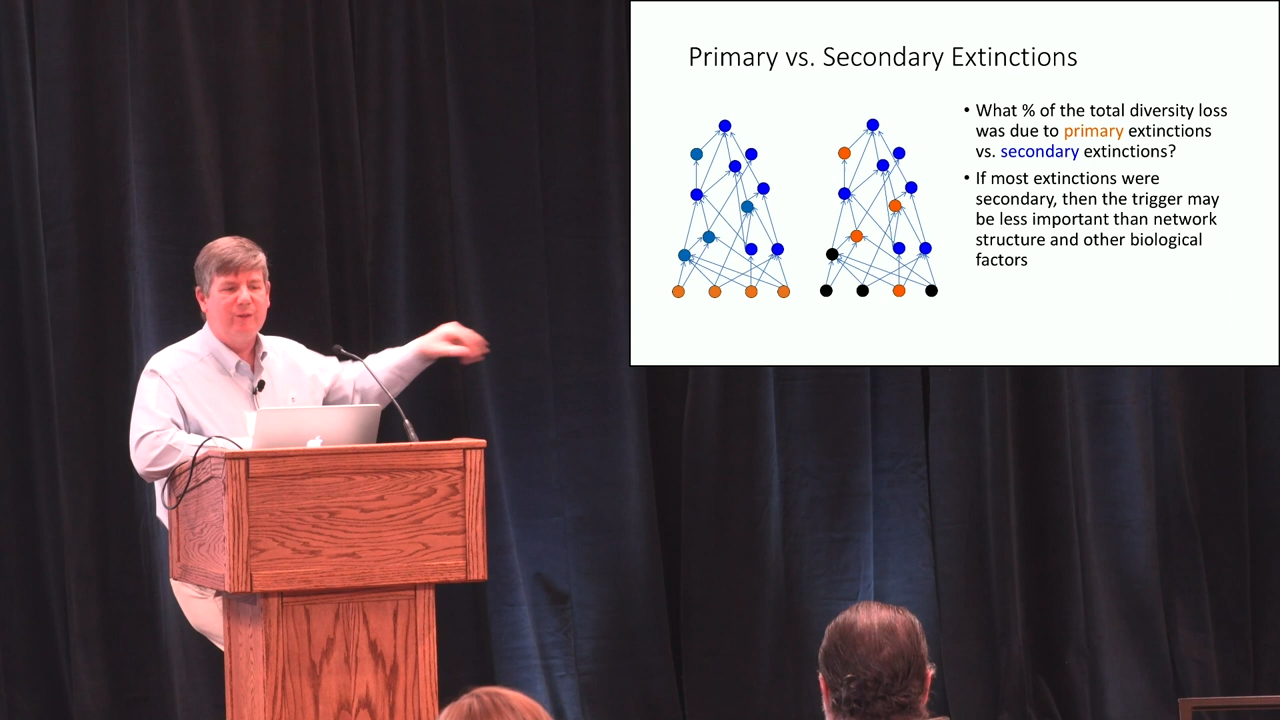 Primary vs. Secondary Extinctions
• What % of the total diversity loss
was due to primary extinctions
vs. secondary extinctions?
• If most extinctions were
secondary, then the trigger may
be less important than network
structure and other biological
factors